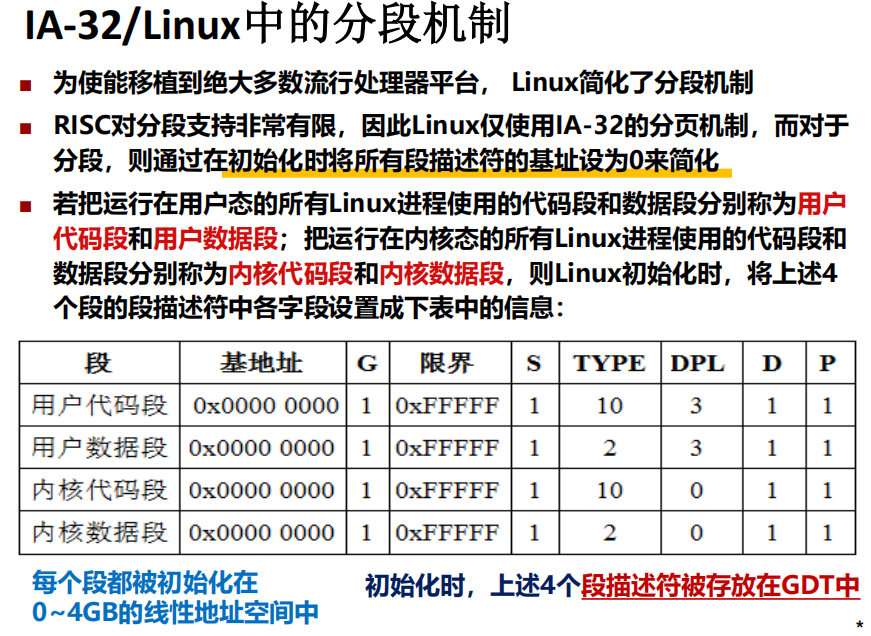 IA-32/Linux中的分段机制
为使能移植到绝大多数流行处理器平台， Linux简化了分段机制
RISC对分段支持非常有限，因此Linux仅使用IA-32的分页机制，而对于
分段，则通过在初始化时将所有段描述符的基址设为0来简化
若把运行在用户态的所有Linux进程使用的代码段和数据段分别称为用户
代码段和用户数据段；把运行在内核态的所有Linux进程使用的代码段和
数据段分别称为内核代码段和内核数据段，则Linux初始化时，将上述4
个段的段描述符中各字段设置成下表中的信息：
段 基地址 G 限界 S TYPE DPL D P
用户代码段 0x0000 0000 1 0xFFFFF 1 10 3 1 1
用户数据段 0x0000 0000 1 0xFFFFF 1 2 3 1 1
内核代码段 0x0000 0000 1 0xFFFFF 1 10 0 1 1
内核数据段 0x0000 0000 1 0xFFFFF 1 2 0 1 1
每个段都被初始化在
0~4GB的线性地址空间中
初始化时，上述4个段描述符被存放在GDT中
*